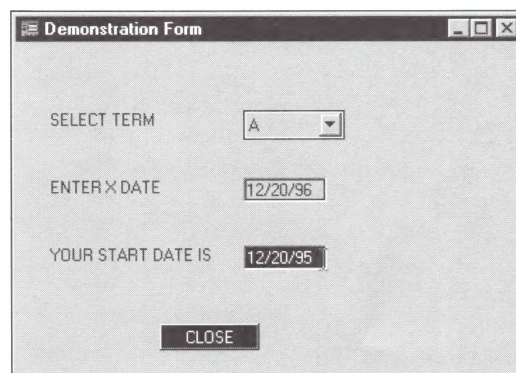 Demonstration Form
SELECT TERM A
ENTER X DATE 12/20/96
YOUR START DATE IS 12/20/95
CLOSE